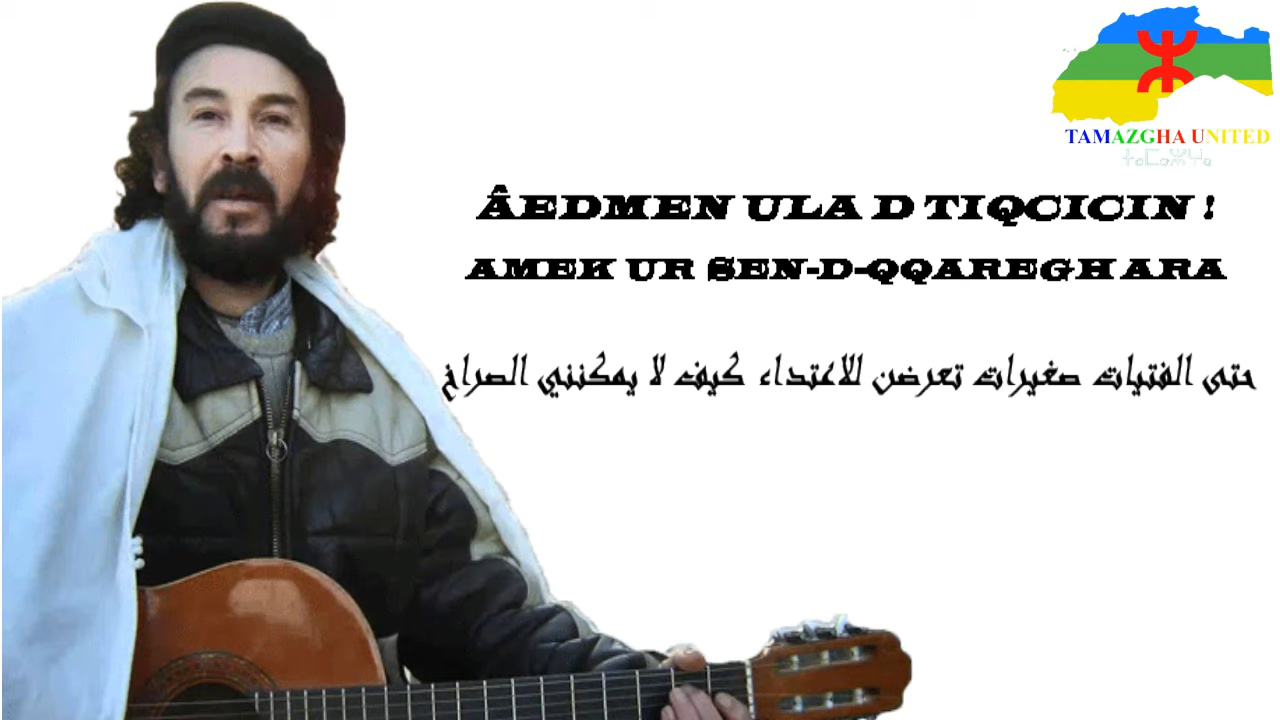 TAMAZGHA UNITED
ÂEDMEN ULA D TIQCICIN !
AMEK UR SEN-D-QQAREGH ARA
حتى الفتيات صغيرات تعرضن للاعتداء كيف لا يمكنني الصراخ